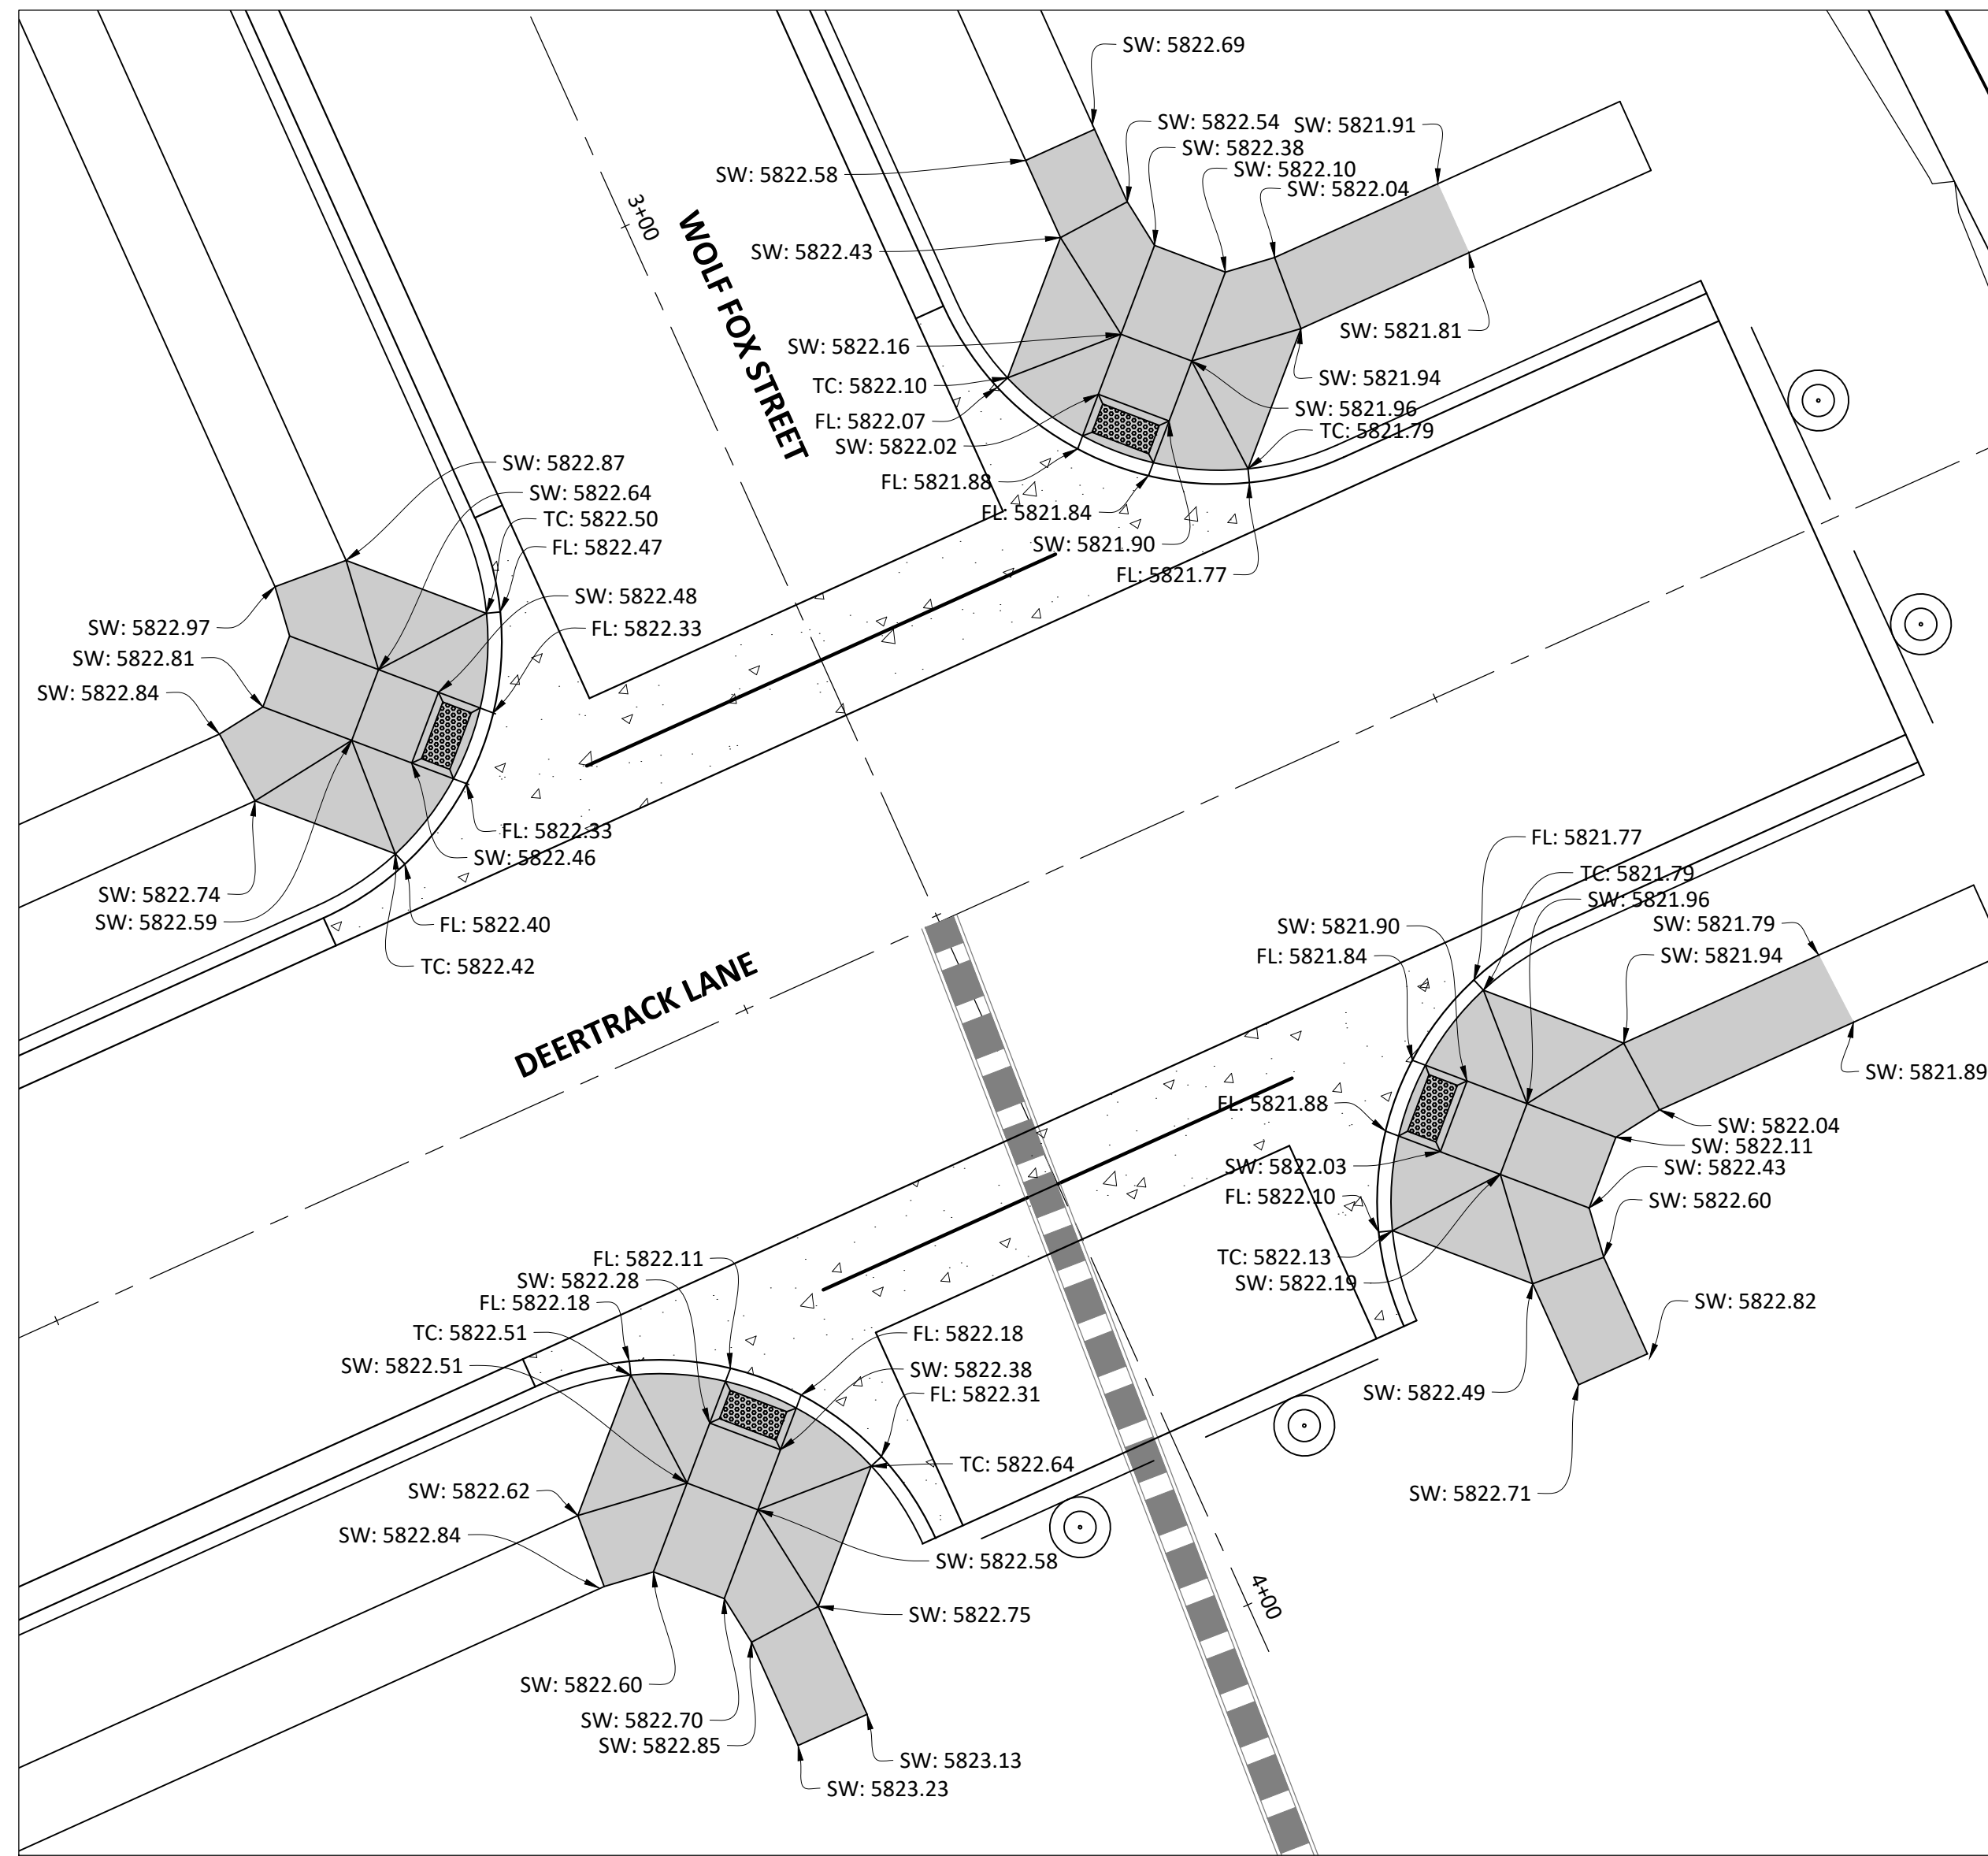 SW: 5822.69
SW: 5822.54
SW: 5821.91
SW: 5822.38
SW: 5822.10
SW: 5822.58
SW: 5822.04
3+00
WOLF FOX STREET
SW: 5822.43
SW: 5821.81
SW: 5822.16
SW: 5821.94
TC: 5822.10
SW: 5821.96
FL: 5822.07
TC: 5821.79
SW: 5822.02
FL: 5821.88
FL: 5821.84
SW: 5821.90
FL: 5821.77
SW: 5822.87
SW: 5822.64
TC: 5822.50
FL: 5822.47
SW: 5822.48
SW: 5822.97
FL: 5822.33
SW: 5822.81
SW: 5822.84
FL: 5822.33
SW: 5822.46
SW: 5822.74
SW: 5822.59
FL: 5822.40
TC: 5822.42
DEERTRACK LANE
FL: 5821.77
TC: 5821.79
SW: 5821.96
SW: 5821.90
SW: 5821.79
FL: 5821.84
SW: 5821.94
SW: 5821.89
FL: 5821.88
SW: 5822.04
SW: 5822.11
SW: 5822.03
SW: 5822.43
FL: 5822.10
SW: 5822.60
TC: 5822.13
SW: 5822.19
SW: 5822.82
SW: 5822.49
SW: 5822.71
FL: 5822.11
SW: 5822.28
FL: 5822.18
TC: 5822.51
FL: 5822.18
SW: 5822.51
SW: 5822.38
FL: 5822.31
TC: 5822.64
SW: 5822.62
SW: 5822.84
SW: 5822.58
4+00
SW: 5822.75
SW: 5822.60
SW: 5822.70
SW: 5822.85
SW: 5823.13
SW: 5823.23